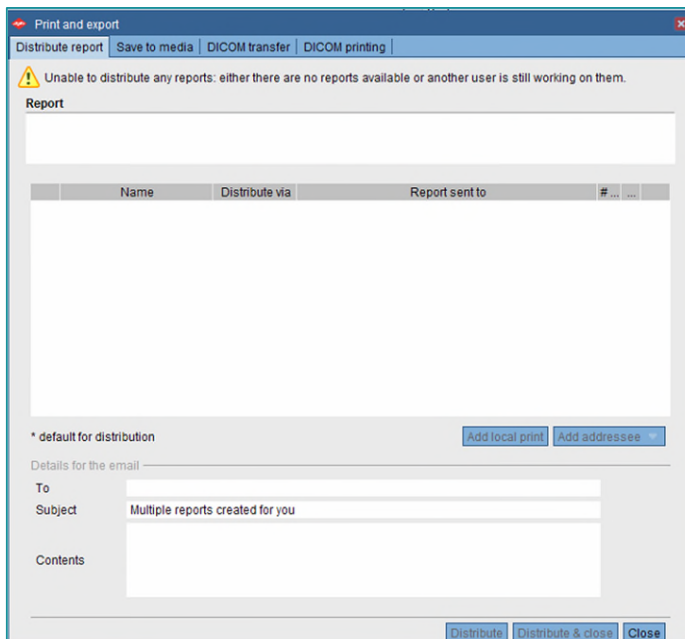 Print and export
Distribute report Save to media DICOM transfer DICOM printing
Unable to distribute any reports: either there are no reports available or another user is still working on them.
Report
Name Distribute via Report sent to # ... ...
* default for distribution Add local print Add addressee
Details for the email
To
Subject Multiple reports created for you
Contents
Distribute Distribute & close Close